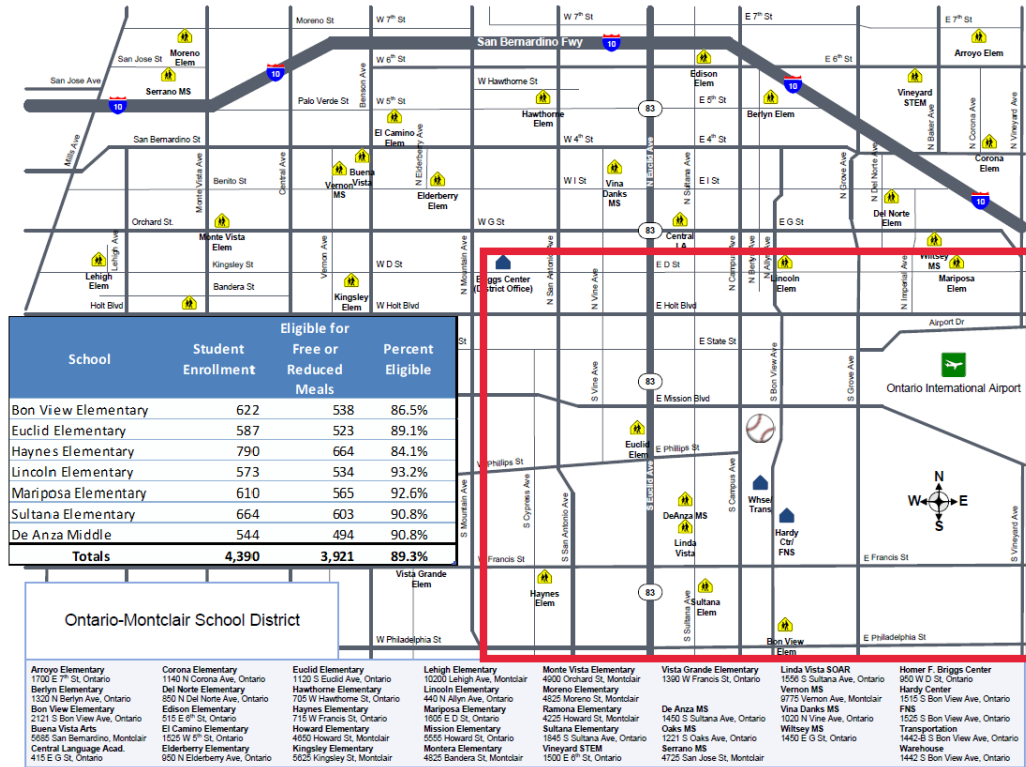 Moreno St
W 7th St
W 7th St
E 7th St
E 7th St
San Bernardino Fwy
10
Moreno
Elem
San Jose St
Serrano MS
San Jose Ave
10
10
W 6th St
E 6th St
Arroyo Elem
Edison
Elem
10
Vineyard
STEM
W Hawthorne St
Palo Verde St
W 5th St
Hawthorne
Elem
83
E 5th St
Berlyn Elem
Benson Ave
El Camino
Elem
N Baker Ave
N Corona Ave
N Vineyard Ave
Mills Ave
San Bernardino St
W 4th St
E 4th St
Corona
Elem
Monte Vista Ave
Central Ave
Benito St
Vernon
MS
Buena
Vista
N Elderberry Ave
Elderberry
Elem
W I St
Vina
Danks
MS
N Euclid Ave
N Sultana Ave
E I St
N Grove Ave
N Del Norte Ave
Del Norte
Elem
10
Orchard St.
Monte Vista
Elem
W G St
83
Central
LA
E G St
Lehigh Ave
Lehigh
Elem
Kingsley St
Bandera St
Vernon Ave
Kingsley
Elem
W D St
N Mountain Ave
Briggs Center
(District Office)
N San Antonio Ave
N Vine Ave
E D St
N Campus Ave
N Berlyn Ave
N Allyn Ave
Lincoln
Elem
N Imperial Ave
Wiltsey
MS
Mariposa
Elem
Holt Blvd
W Holt Blvd
E Holt Blvd
Airport Dr
St
E State St
S Vine Ave
83
S Bon View Ave
S Grove Ave
Ontario International Airport
E Mission Blvd
Euclid
Elem
W Phillips St
E Phillips St
S Mountain Ave
S Cypress Ave
S San Antonio Ave
S Euclid Ave
S Campus Ave
DeAnza MS
Linda
Vista
Whse/
Trans
Hardy
Ctr/
FNS
N
W
E
S
S Vineyard Ave
W Francis St
E Francis St
Vista Grande
Elem
Haynes
Elem
83
S Sultana Ave
Sultana
Elem
W Philadelphia St
Bon View
Elem
E Philadelphia St
School Student Enrollment Eligible for Free or Reduced Meals Percent Eligible
Bon View Elementary 622 538 86.5%
Euclid Elementary 587 523 89.1%
Haynes Elementary 790 664 84.1%
Lincoln Elementary 573 534 93.2%
Mariposa Elementary 610 565 92.6%
Sultana Elementary 664 603 90.8%
De Anza Middle 544 494 90.8%
Totals 4,390 3,921 89.3%
Ontario-Montclair School District
Arroyo Elementary
1700 E 7th St, Ontario
Berlyn Elementary
1320 N Berlyn Ave, Ontario
Bon View Elementary
2121 S Bon View Ave, Ontario
Buena Vista Arts
5685 San Bernardino, Montclair
Central Language Acad.
415 E G St, Ontario
Corona Elementary
1140 N Corona Ave, Ontario
Del Norte Elementary
850 N Del Norte Ave, Ontario
Edison Elementary
515 E 6th St, Ontario
El Camino Elementary
1525 W 5th St, Ontario
Elderberry Elementary
950 N Elderberry Ave, Ontario
Euclid Elementary
1120 S Euclid Ave, Ontario
Hawthorne Elementary
705 W Hawthorne St, Ontario
Haynes Elementary
715 W Francis St, Ontario
Howard Elementary
4650 Howard St, Montclair
Kingsley Elementary
5625 Kingsley St, Montclair
Lehigh Elementary
10200 Lehigh Ave, Montclair
Lincoln Elementary
440 N Allyn Ave, Ontario
Mariposa Elementary
1605 E D St, Ontario
Mission Elementary
5555 Howard St, Ontario
Montera Elementary
4825 Bandera St, Montclair
Monte Vista Elementary
4900 Orchard St, Montclair
Moreno Elementary
4825 Moreno St, Montclair
Ramona Elementary
4225 Howard St, Montclair
Sultana Elementary
1845 S Sultana Ave, Ontario
Vineyard STEM
1500 E 6th St, Ontario
Vista Grande Elementary
1390 W Francis St, Ontario
De Anza MS
1450 S Sultana Ave, Ontario
Oaks MS
1221 S Oaks Ave, Ontario
Serrano MS
4725 San Jose St, Montclair
Linda Vista SOAR
1556 S Sultana Ave, Ontario
Vernon MS
9775 Vernon Ave, Montclair
Vina Danks MS
1020 N Vine Ave, Ontario
Wiltsey MS
1450 E G St, Ontario
Homer F. Briggs Center
950 W D St, Ontario
Hardy Center
1515 S Bon View Ave, Ontario
FNS
1525 S Bon View Ave, Ontario
Transportation
1442-B S Bon View Ave, Ontario
Warehouse
1442 S Bon View Ave, Ontario